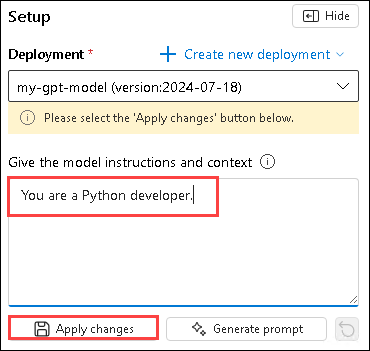 Setup
Hide
Deployment *
Create new deployment
my-gpt-model (version:2024-07-18)
Please select the 'Apply changes' button below.
Give the model instructions and context
You are a Python developer.
Apply changes
Generate prompt